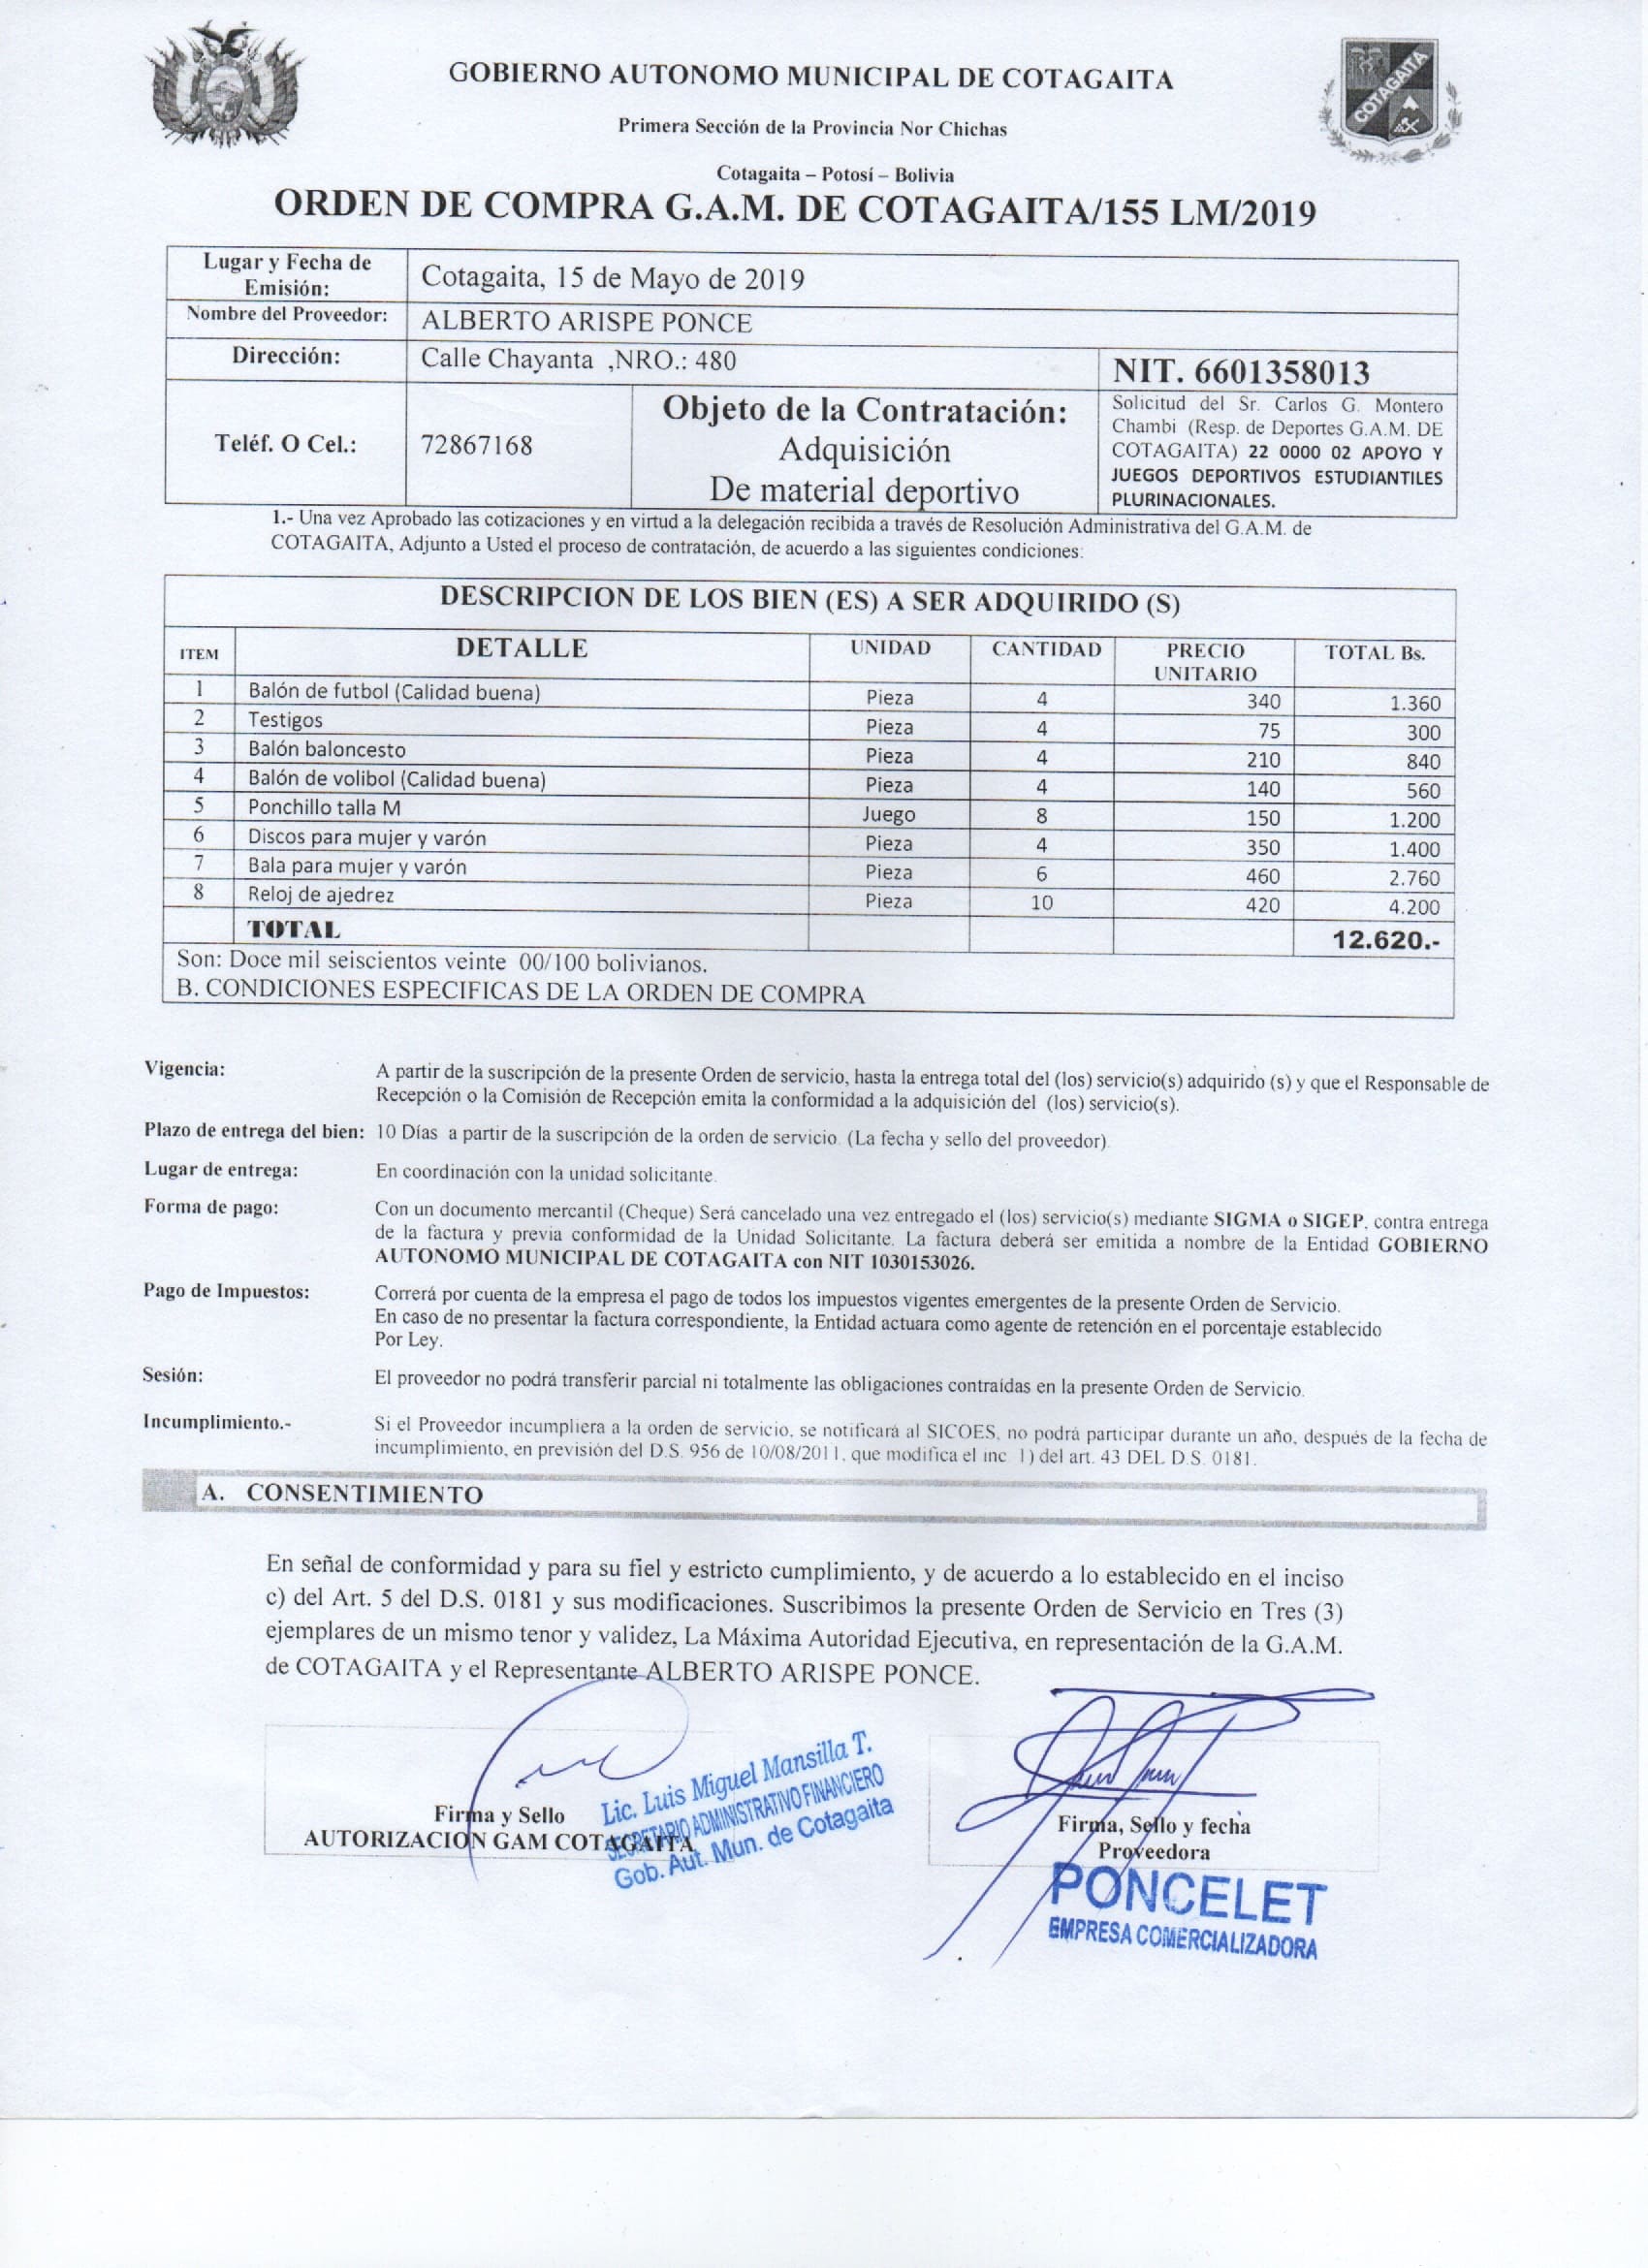 GOBIERNO AUTONOMO MUNICIPAL DE COTAGAITA
COTAGAITA
Primera Sección de la Provincia Nor Chichas
Cotagaita – Potosí – Bolivia
ORDEN DE COMPRA G.A.M. DE COTAGAITA/155 LM/2019
Lugar y Fecha de Emisión: Cotagaita, 15 de Mayo de 2019
Nombre del Proveedor: ALBERTO ARISPE PONCE
Dirección: Calle Chayanta ,NRO.: 480 NIT. 6601358013
Teléf. O Cel.: 72867168
Objeto de la Contratación:
Adquisición
De material deportivo
Solicitud del Sr. Carlos G. Montero
Chambi (Resp. de Deportes G.A.M. DE
COTAGAITA) 22 0000 02 APOYO Y
JUEGOS DEPORTIVOS ESTUDIANTILES
PLURINACIONALES.
1.- Una vez Aprobado las cotizaciones y en virtud a la delegación recibida a través de Resolución Administrativa del G.A.M. de
COTAGAITA, Adjunto a Usted el proceso de contratación, de acuerdo a las siguientes condiciones:
DESCRIPCION DE LOS BIEN (ES) A SER ADQUIRIDO (S)
ITEM DETALLE UNIDAD CANTIDAD PRECIO UNITARIO TOTAL Bs.
1 Balón de futbol (Calidad buena) Pieza 4 340 1.360
2 Testigos Pieza 4 75 300
3 Balón baloncesto Pieza 4 210 840
4 Balón de volibol (Calidad buena) Pieza 4 140 560
5 Ponchillo talla M Juego 8 150 1.200
6 Discos para mujer y varón Pieza 4 350 1.400
7 Bala para mujer y varón Pieza 6 460 2.760
8 Reloj de ajedrez Pieza 10 420 4.200
TOTAL 12.620.-
Son: Doce mil seiscientos veinte 00/100 bolivianos.
B. CONDICIONES ESPECIFICAS DE LA ORDEN DE COMPRA
Vigencia: A partir de la suscripción de la presente Orden de servicio, hasta la entrega total del (los) servicio(s) adquirido (s) y que el Responsable de
Recepción o la Comisión de Recepción emita la conformidad a la adquisición del (los) servicio(s).
Plazo de entrega del bien: 10 Días a partir de la suscripción de la orden de servicio. (La fecha y sello del proveedor).
Lugar de entrega: En coordinación con la unidad solicitante.
Forma de pago: Con un documento mercantil (Cheque) Será cancelado una vez entregado el (los) servicio(s) mediante SIGMA o SIGEP, contra entrega
de la factura y previa conformidad de la Unidad Solicitante. La factura deberá ser emitida a nombre de la Entidad GOBIERNO
AUTONOMO MUNICIPAL DE COTAGAITA con NIT 1030153026.
Pago de Impuestos: Correrá por cuenta de la empresa el pago de todos los impuestos vigentes emergentes de la presente Orden de Servicio.
En caso de no presentar la factura correspondiente, la Entidad actuara como agente de retención en el porcentaje establecido
Por Ley.
Sesión: El proveedor no podrá transferir parcial ni totalmente las obligaciones contraídas en la presente Orden de Servicio.
Incumplimiento.- Si el Proveedor incumpliera a la orden de servicio, se notificará al SICOES, no podrá participar durante un año, después de la fecha de
incumplimiento, en previsión del D.S. 956 de 10/08/2011, que modifica el inc 1) del art. 43 DEL D.S. 0181.
A. CONSENTIMIENTO
En señal de conformidad y para su fiel y estricto cumplimiento, y de acuerdo a lo establecido en el inciso
c) del Art. 5 del D.S. 0181 y sus modificaciones. Suscribimos la presente Orden de Servicio en Tres (3)
ejemplares de un mismo tenor y validez, La Máxima Autoridad Ejecutiva, en representación de la G.A.M.
de COTAGAITA y el Representante ALBERTO ARISPE PONCE.
Firma y Sello
AUTORIZACION GAM COTAGAITA
Lic. Luis Miguel Mansilla T.
SECRETARIO ADMINISTRATIVO FINANCIERO
Gob. Aut. Mun. de Cotagaita
Firma, Sello y fecha
Proveedora
PONCELET
EMPRESA COMERCIALIZADORA